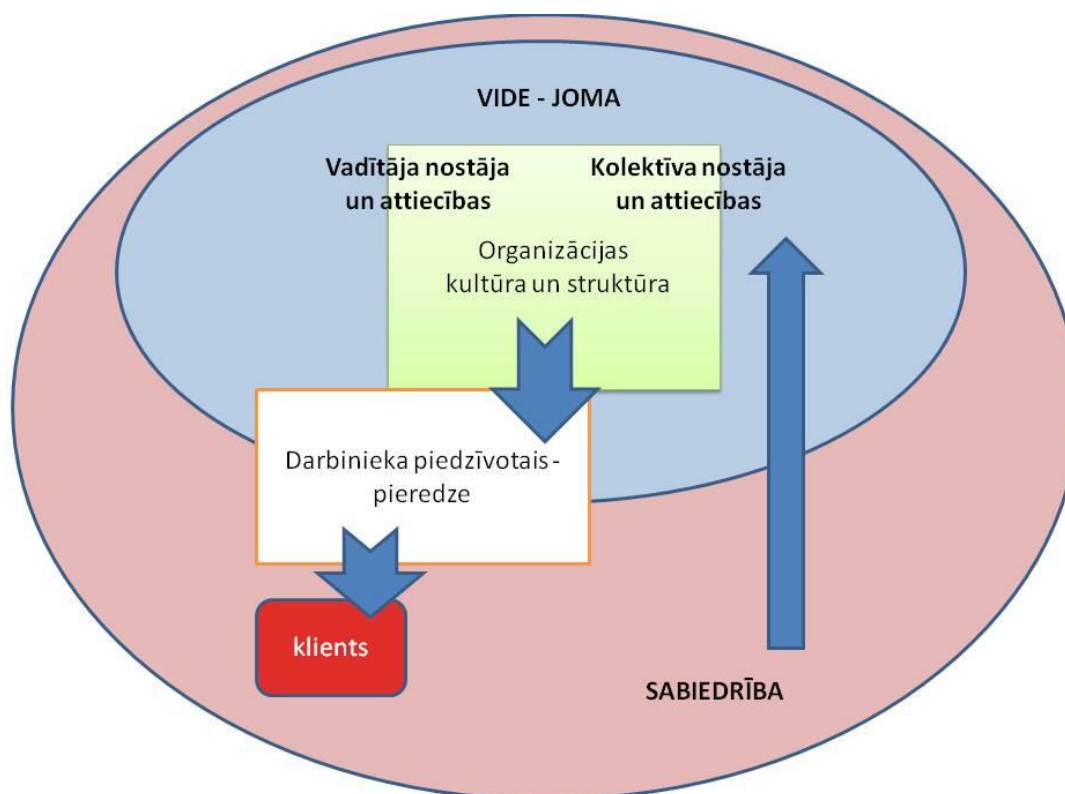 VIDE - JOMA
Vadītāja nostāja
un attiecības
Kolektīva nostāja
un attiecības
Organizācijas
kultūra un struktūra
Darbinieka piedzīvotais -
pieredze
klients
SABIEDRĪBA